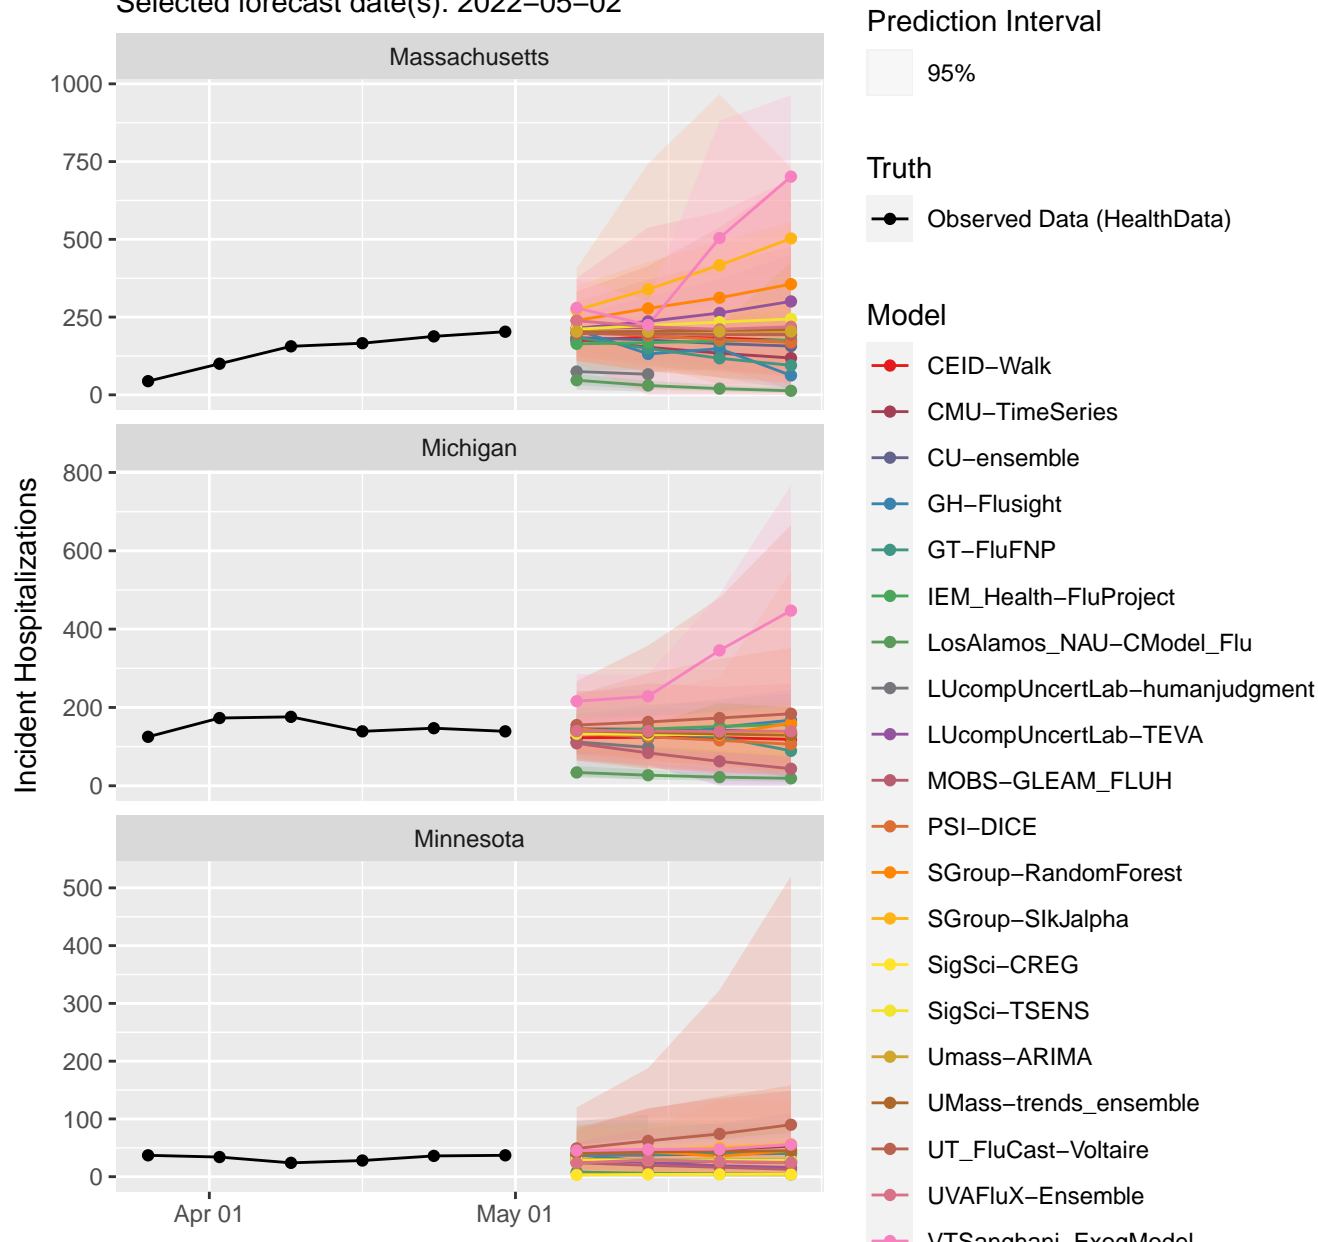 Selected forecast date(s): 2022−05−02
Massachusetts
1000
750
500
250
0
Michigan
800
600
400
200
0
Minnesota
500
400
300
200
100
0
Apr 01
May 01
Incident Hospitalizations
Prediction Interval
95%
Truth
Observed Data (HealthData)
Model
CEID−Walk
CMU−TimeSeries
CU−ensemble
GH−Flusight
GT−FluFNP
IEM_Health−FluProject
LosAlamos_NAU−CModel_Flu
LUcompUncertLab−humanjudgment
LUcompUncertLab−TEVA
MOBS−GLEAM_FLUH
PSI−DICE
SGroup−RandomForest
SGroup−SIkJalpha
SigSci−CREG
SigSci−TSENS
Umass−ARIMA
UMass−trends_ensemble
UT_FluCast−Voltaire
UVAFluX−Ensemble
VTSanghani−ExogModel